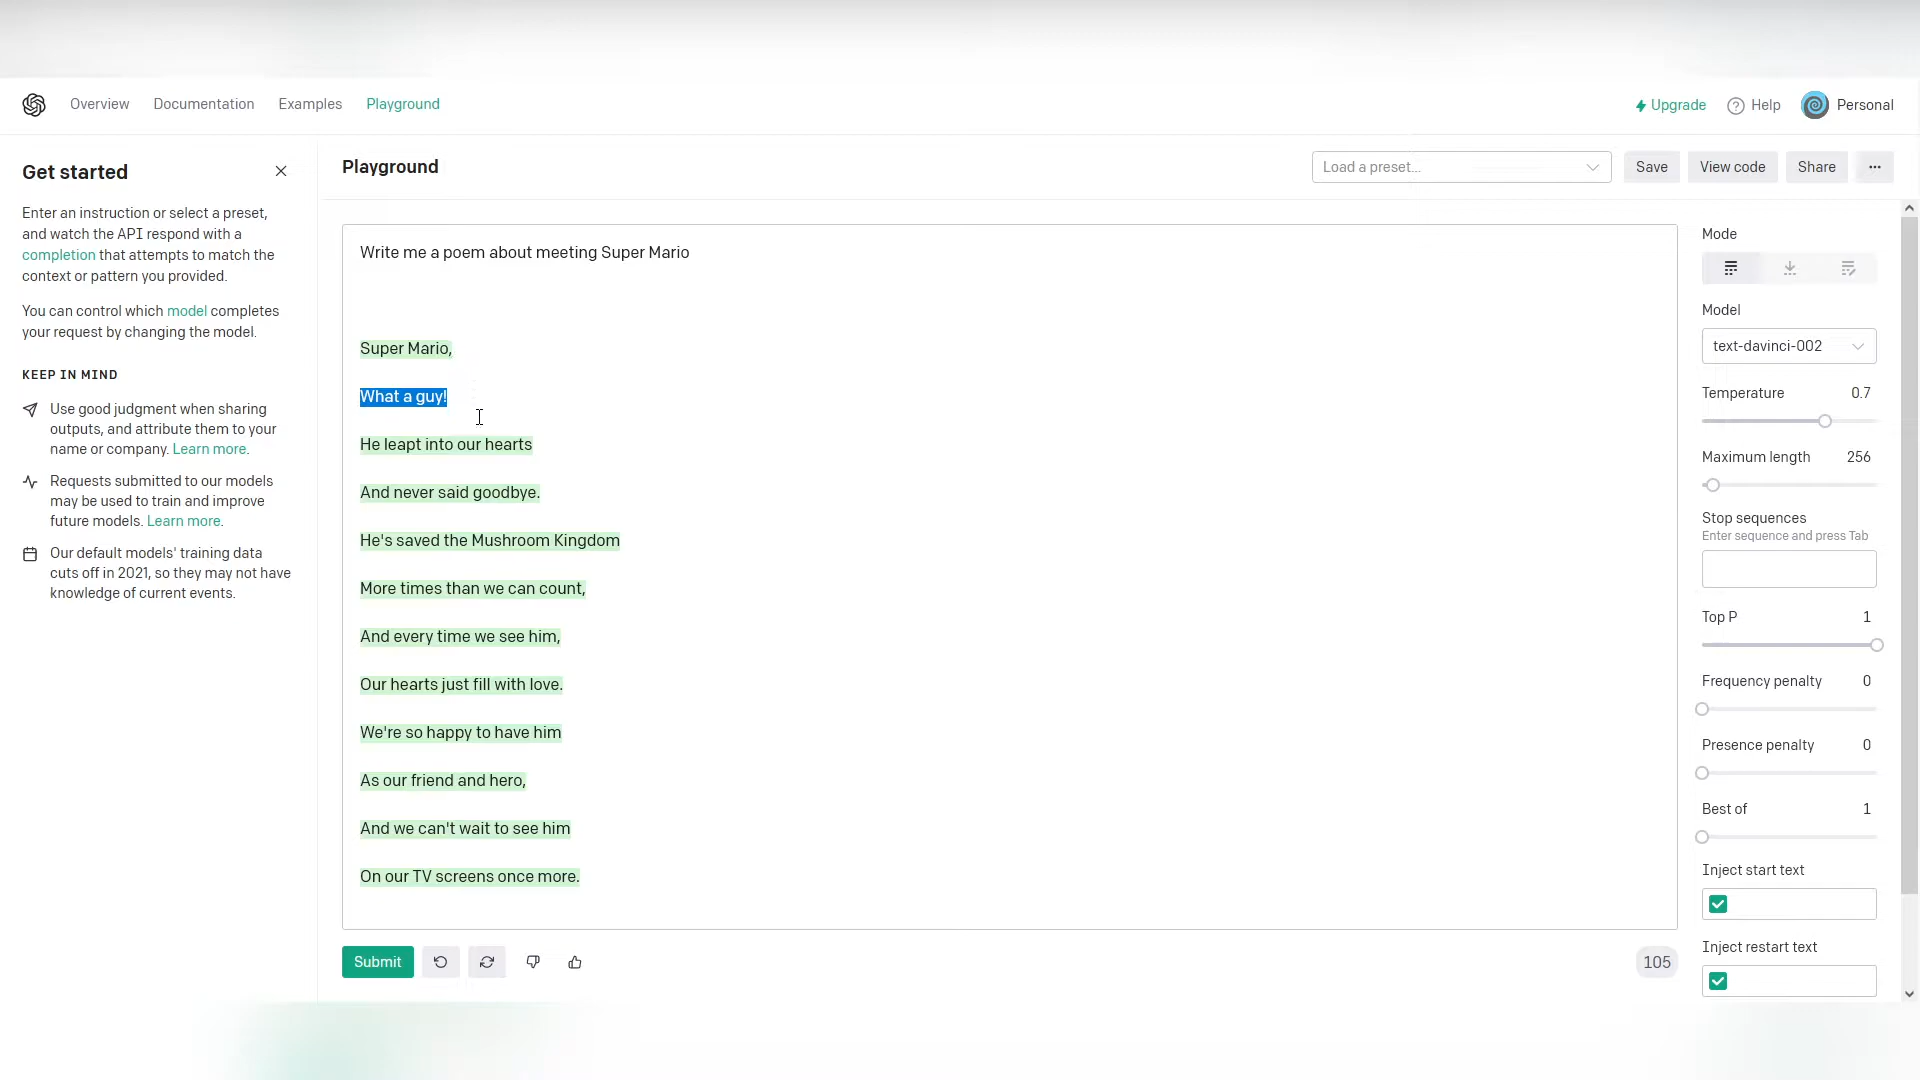 Overview Documentation Examples Playground
Upgrade Help Personal
Get started
Enter an instruction or select a preset,
and watch the API respond with a
completion that attempts to match the
context or pattern you provided.
You can control which model completes
your request by changing the model.
KEEP IN MIND
Use good judgment when sharing
outputs, and attribute them to your
name or company. Learn more.
Requests submitted to our models
may be used to train and improve
future models. Learn more.
Our default models' training data
cuts off in 2021, so they may not have
knowledge of current events.
Playground
Load a preset...
Save
View code
Share
...
Write me a poem about meeting Super Mario
Super Mario,
What a guy!
He leapt into our hearts
And never said goodbye.
He's saved the Mushroom Kingdom
More times than we can count,
And every time we see him,
Our hearts just fill with love.
We're so happy to have him
As our friend and hero,
And we can't wait to see him
On our TV screens once more.
Submit
105
Mode
Model
text-davinci-002
Temperature 0.7
Maximum length 256
Stop sequences
Enter sequence and press Tab
Top P 1
Frequency penalty 0
Presence penalty 0
Best of 1
Inject start text
Inject restart text